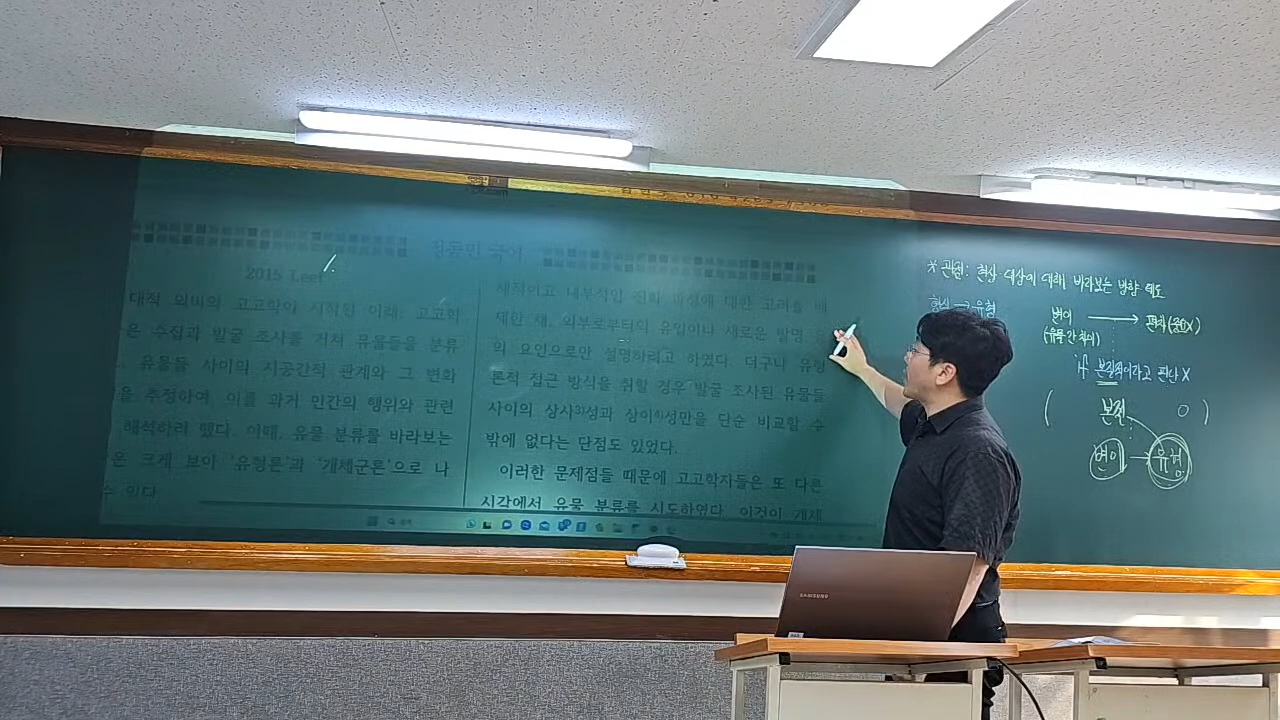 정윤민 국어
2015 Leet
대적 의미의 고고학이 시작된 이래, 고고학
은 수집과 발굴 조사를 거쳐 유물들을 분류
유물들 사이의 시공간적 관계와 그 변화
을 추정하여, 이를 과거 인간의 행위와 관련
해석하려 했다. 이때, 유물 분류를 바라보는
은 크게 보아 '유형론'과 '개체군론'으로 나
수 있다
세적이고 내부적인 진화 과정에 대한 고려를 배
제한 채, 외부로부터의 유입이나 새로운 발명
의 요인으로만 설명하려고 하였다. 더구나 유형
론적 접근 방식을 취할 경우 발굴 조사된 유물들
사이의 상사3)성과 상이4)성만을 단순 비교할 수
밖에 없다는 단점도 있었다.
이러한 문제점들 때문에 고고학자들은 또 다른
시각에서 유물 분류를 시도하였다. 이것이 개체
* 관점: 현상·대상에 대해 바라보는 방향·태도
형식 → 유형
변이 → 편차
(유물 간 차이)
본질적이라고 판단 X
( 본질 O )
변이 → 유형
SAMSUNG